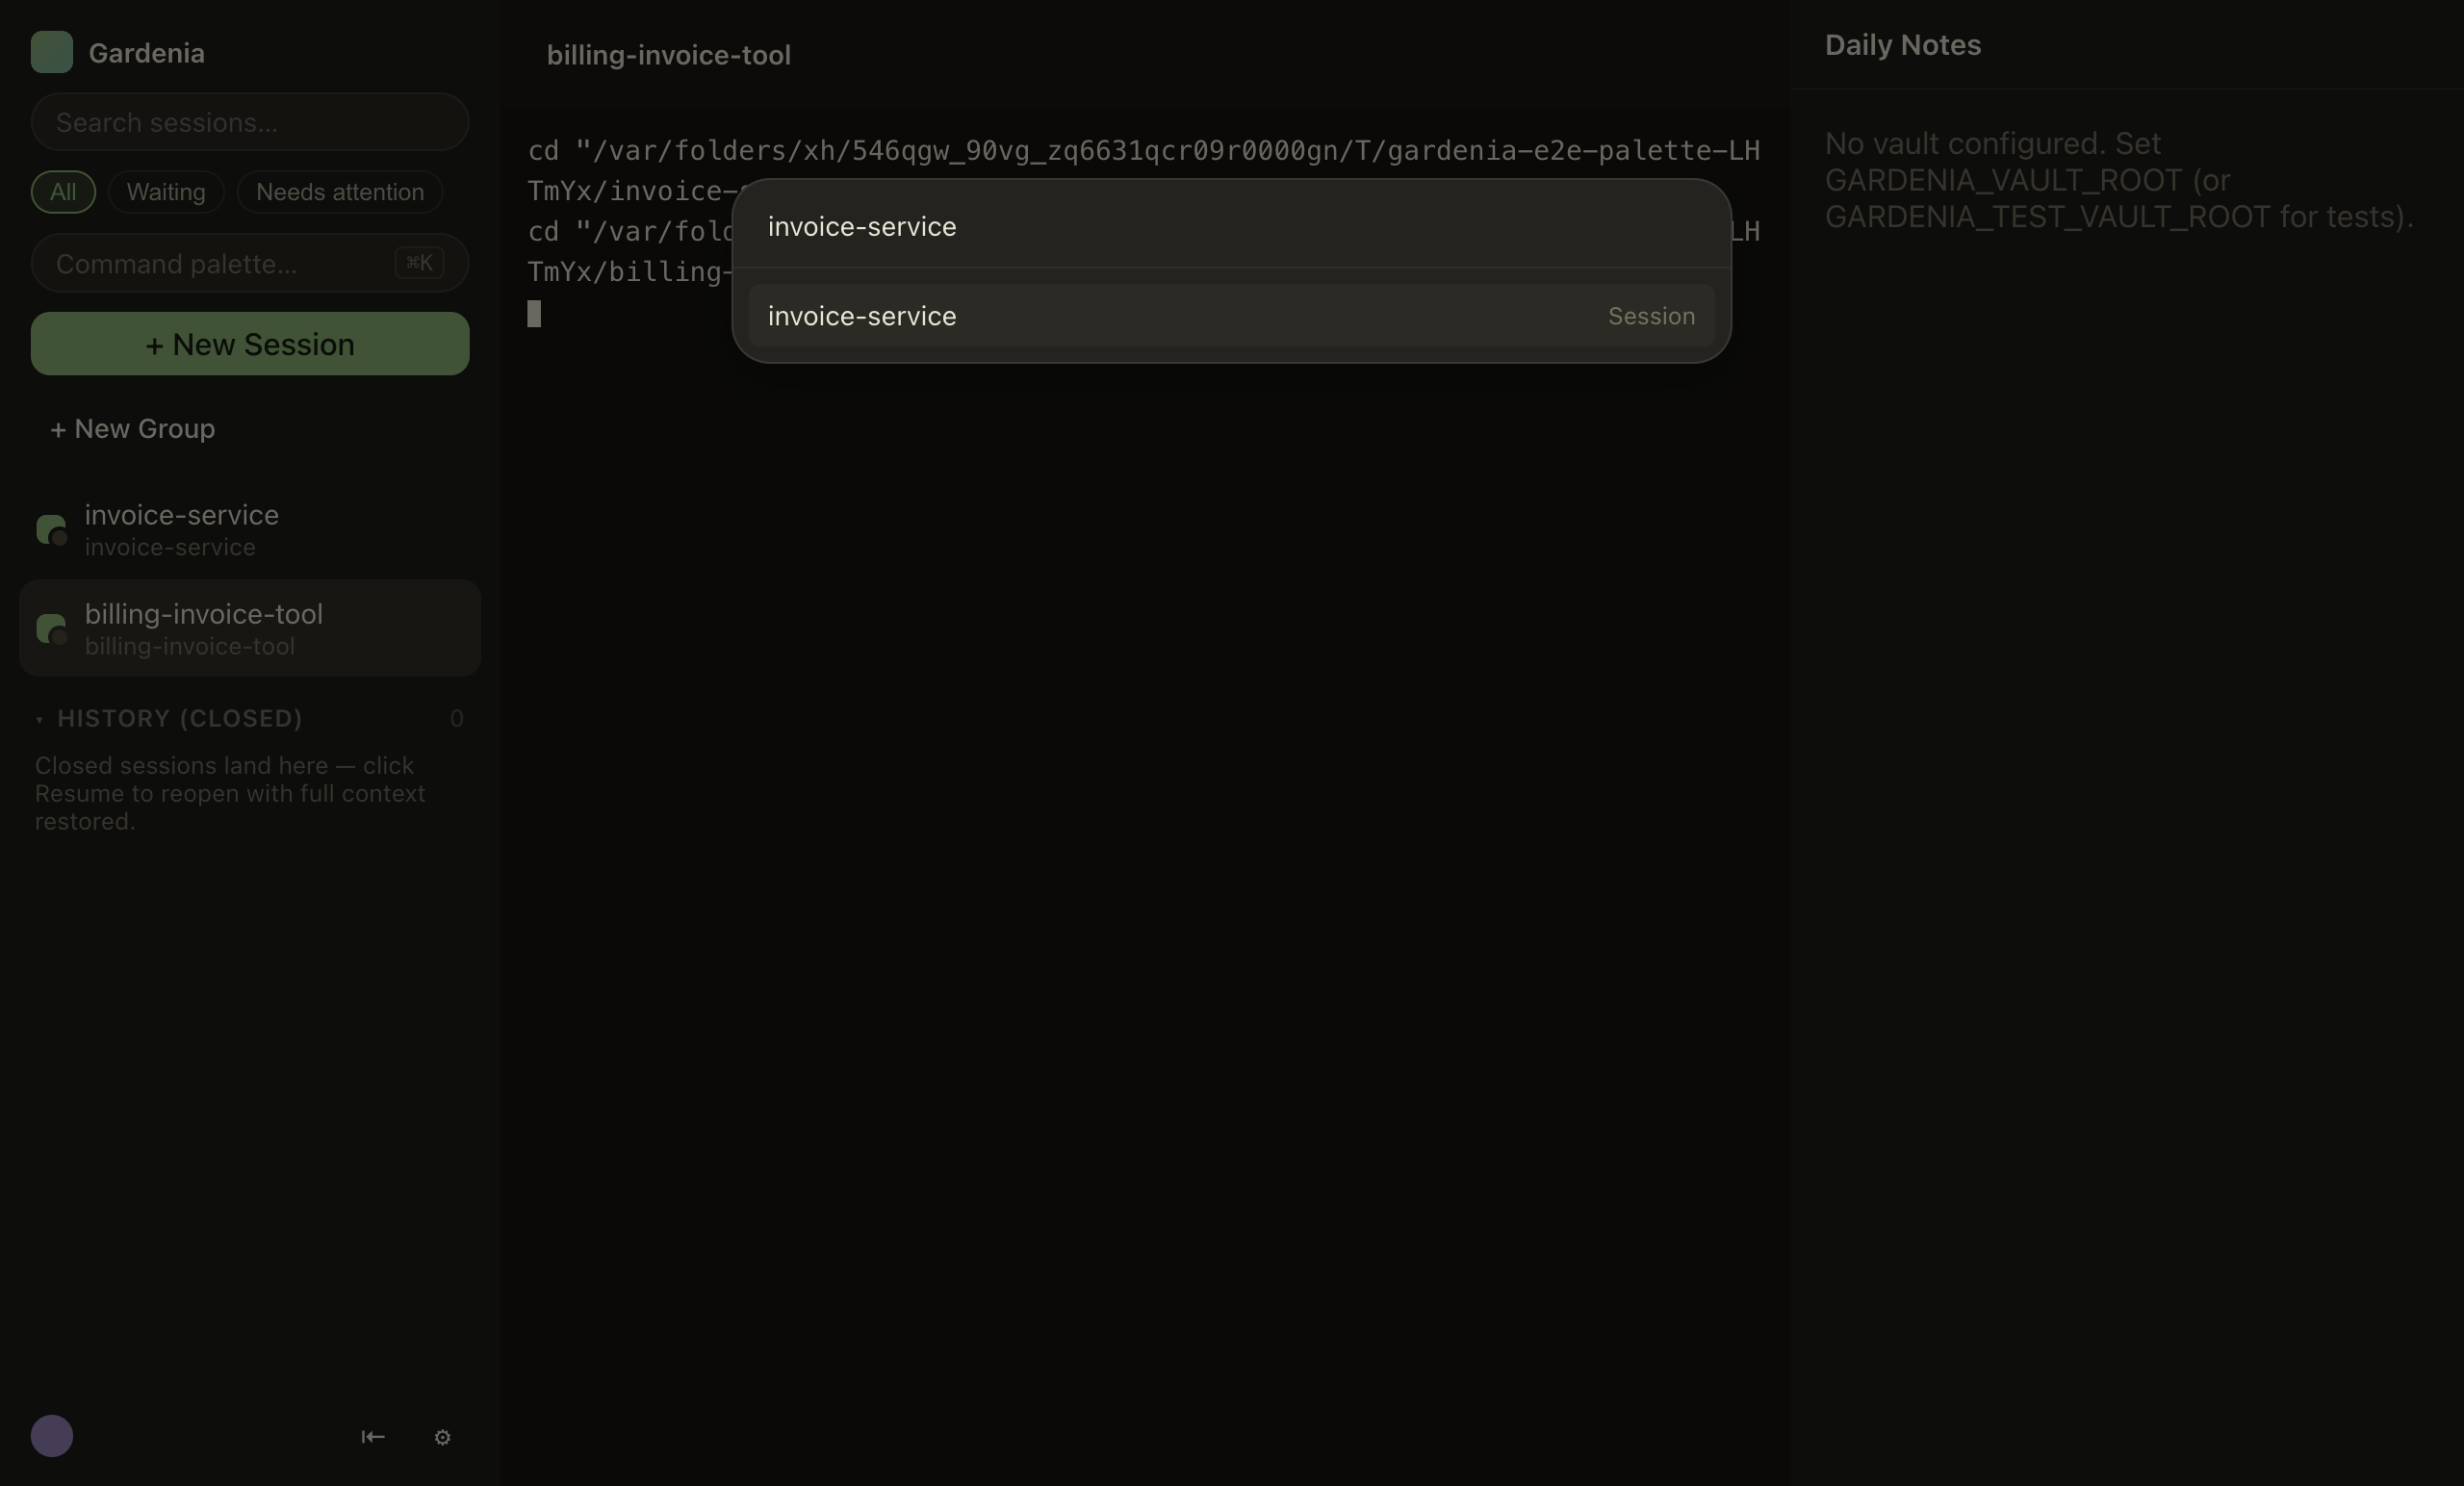 Gardenia
Search sessions...
All
Waiting
Needs attention
Command palette...
⌘K
+ New Session
+ New Group
invoice-service
invoice-service
billing-invoice-tool
billing-invoice-tool
▾ HISTORY (CLOSED) 0
Closed sessions land here — click
Resume to reopen with full context
restored.
billing-invoice-tool
cd "/var/folders/xh/546qgw_90vg_zq6631qcr09r0000gn/T/gardenia-e2e-palette-LH
TmYx/invoice-
cd "/var/fold LH
TmYx/billing-
invoice-service
invoice-service Session
Daily Notes
No vault configured. Set
GARDENIA_VAULT_ROOT (or
GARDENIA_TEST_VAULT_ROOT for tests).